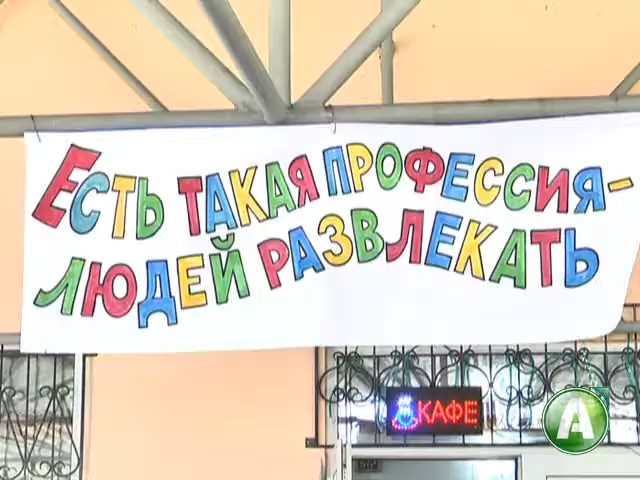 Есть такая профессия-
людей развлекать
КАФЕ
А